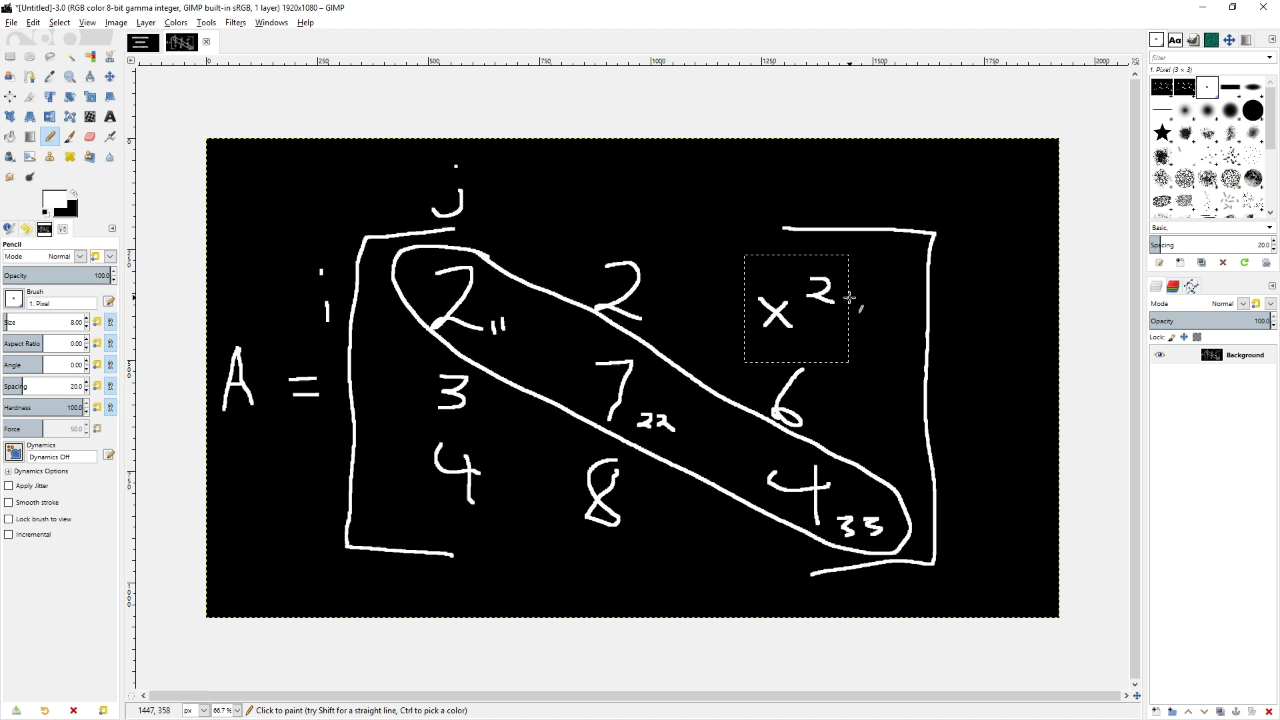 *[Untitled]-3.0 (RGB color 8-bit gamma integer, GIMP built-in sRGB, 1 layer) 1920x1080 – GIMP
File Edit Select View Image Layer Colors Tools Filters Windows Help
0 250 500 750 1000 1250 1500 1750 2000
filter
1. Pixel (3 × 3)
Pencil
Mode Normal
Opacity 100.0
Brush
1. Pixel
Size 8.00
Aspect Ratio 0.00
Angle 0.00
Spacing 20.0
Hardness 100.0
Force 50.0
Dynamics
Dynamics Off
Dynamics Options
Apply Jitter
Smooth stroke
Lock brush to view
Incremental
j
i
A =
2 11 2 x 2
3 7 22 6
4 8 4 33
Basic,
Spacing 20.0
Mode Normal
Opacity 100.0
Lock:
Background
1447, 358 px 66.7 % Click to paint (try Shift for a straight line, Ctrl to pick a color)